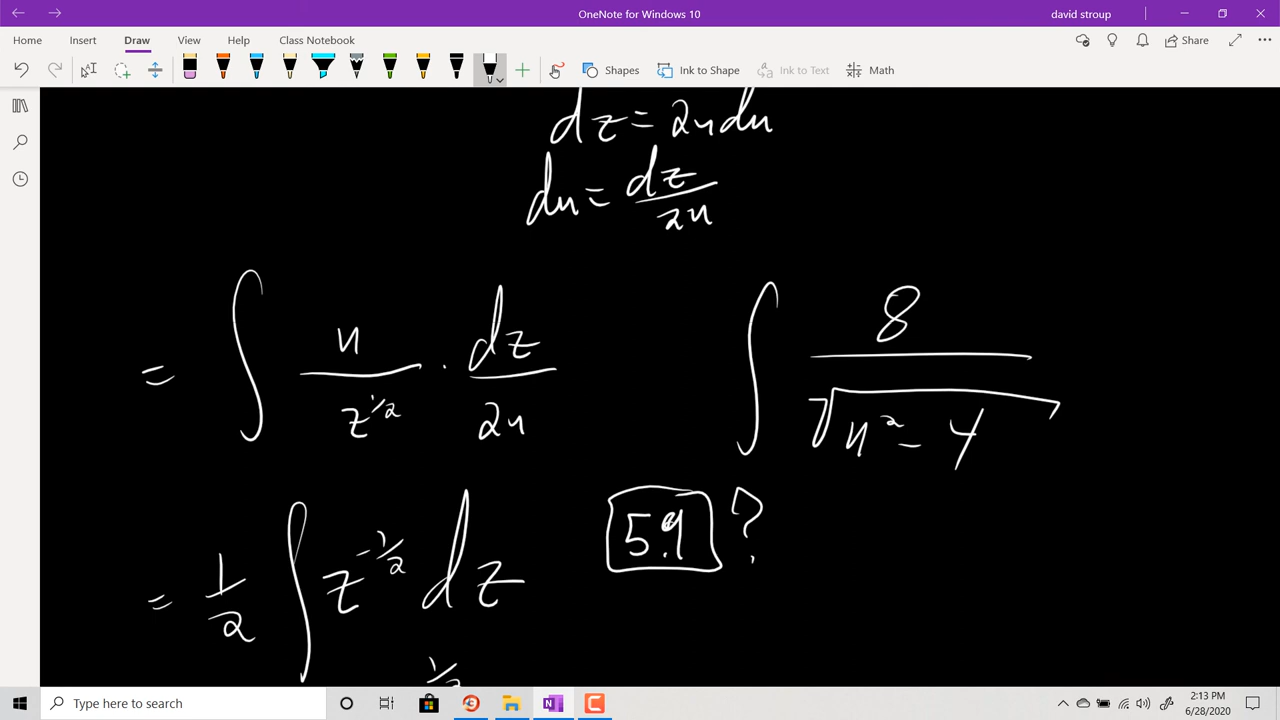 OneNote for Windows 10
david stroup
Home Insert Draw View Help Class Notebook
Share
Shapes Ink to Shape Ink to Text Math
dz = 2u du
du = dz/2u
= ∫ u/z^1/2 · dz/2u
∫ 8/√(u² - 4)
5.9 ?
= 1/2 ∫ z^-1/2 dz
1/2
Type here to search
2:13 PM
6/28/2020